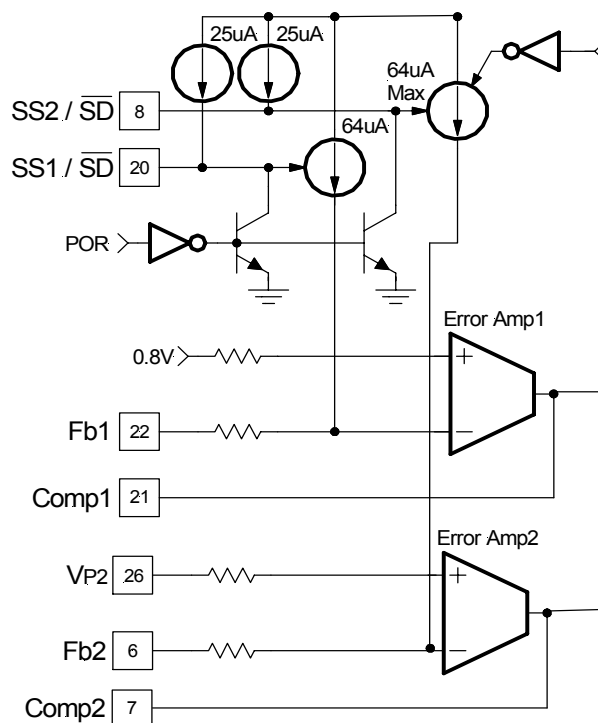 25uA 25uA
64uA
Max
SS2 / SD 8
64uA
SS1 / SD 20
POR
Error Amp1
0.8V
+
Fb1 22
−
Comp1 21
Error Amp2
VP2 26
+
Fb2 6
−
Comp2 7